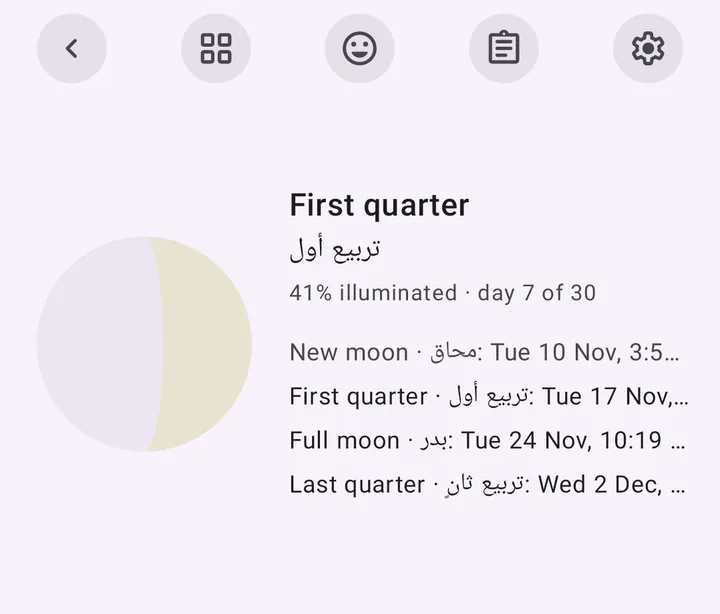 First quarter
تربيع أول
41% illuminated · day 7 of 30
New moon · محاق: Tue 10 Nov, 3:5…
First quarter · تربيع أول: Tue 17 Nov,…
Full moon · بدر: Tue 24 Nov, 10:19 …
Last quarter · تربيع ثانٍ: Wed 2 Dec, …